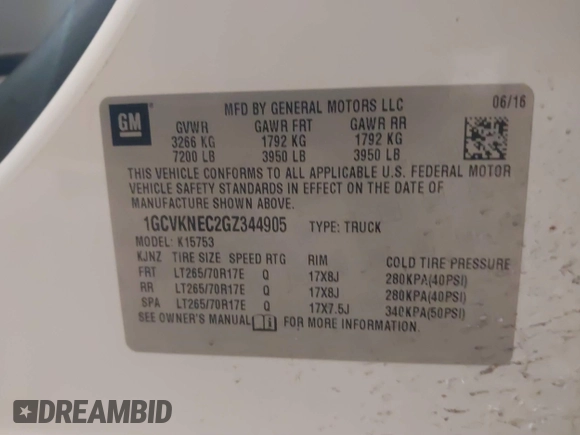 GM
MFD BY GENERAL MOTORS LLC 06/16
GVWR GAWR FRT GAWR RR
3266 KG 1792 KG 1792 KG
7200 LB 3950 LB 3950 LB
THIS VEHICLE CONFORMS TO ALL APPLICABLE U.S. FEDERAL MOTOR
VEHICLE SAFETY STANDARDS IN EFFECT ON THE DATE OF
MANUFACTURE SHOWN ABOVE.
1GCVKNEC2GZ344905 TYPE: TRUCK
MODEL: K15753
KJNZ TIRE SIZE SPEED RTG RIM COLD TIRE PRESSURE
FRT LT265/70R17E Q 17X8J 280KPA(40PSI)
RR LT265/70R17E Q 17X8J 280KPA(40PSI)
SPA LT265/70R17E Q 17X7.5J 340KPA(50PSI)
SEE OWNER'S MANUAL FOR MORE INFORMATION.
DREAMBID